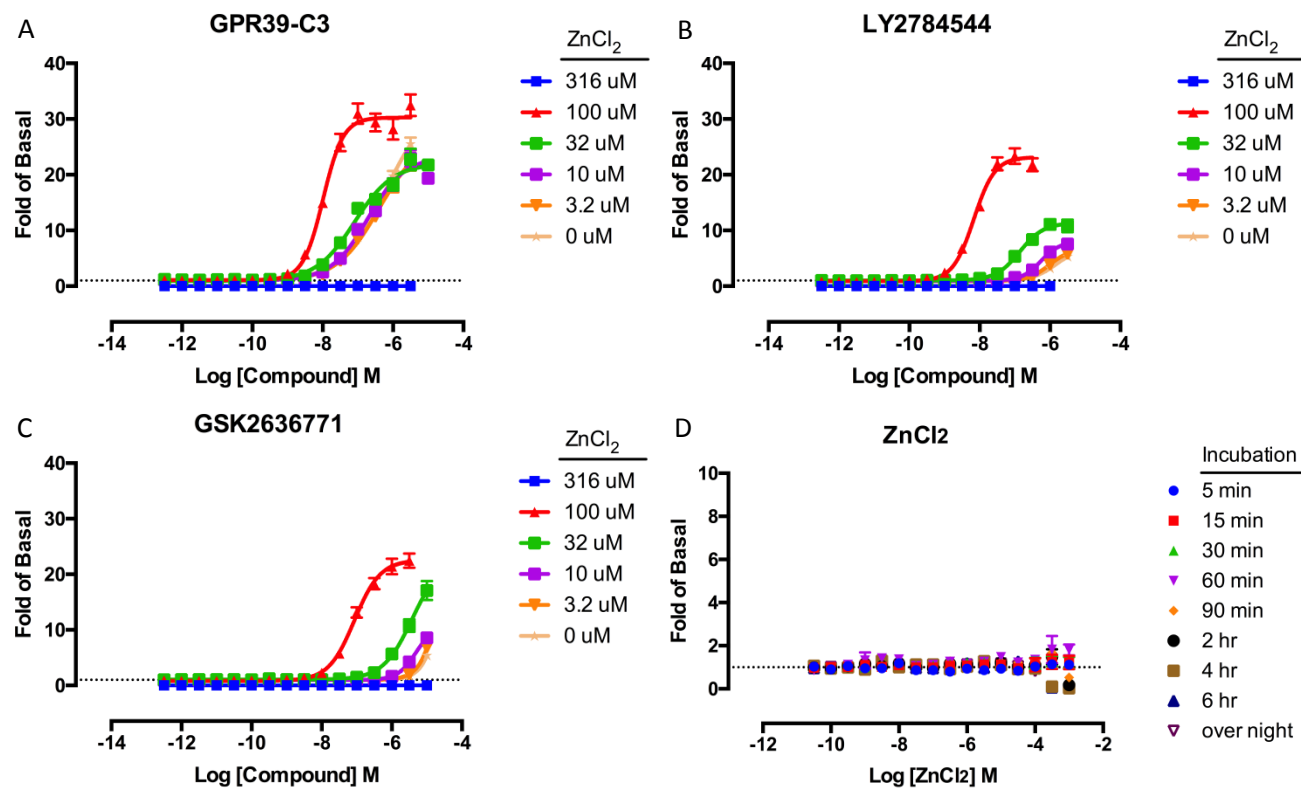 A
GPR39-C3
ZnCl2
40
30
20
10
0
Fold of Basal
-14
-12
-10
-8
-6
-4
Log [Compound] M
316 uM
100 uM
32 uM
10 uM
3.2 uM
0 uM
B
LY2784544
ZnCl2
40
30
20
10
0
Fold of Basal
-14
-12
-10
-8
-6
-4
Log [Compound] M
316 uM
100 uM
32 uM
10 uM
3.2 uM
0 uM
C
GSK2636771
ZnCl2
40
30
20
10
0
Fold of Basal
-14
-12
-10
-8
-6
-4
Log [Compound] M
316 uM
100 uM
32 uM
10 uM
3.2 uM
0 uM
D
ZnCl2
10
8
6
4
2
0
Fold of Basal
-12
-10
-8
-6
-4
-2
Log [ZnCl2] M
Incubation
5 min
15 min
30 min
60 min
90 min
2 hr
4 hr
6 hr
over night